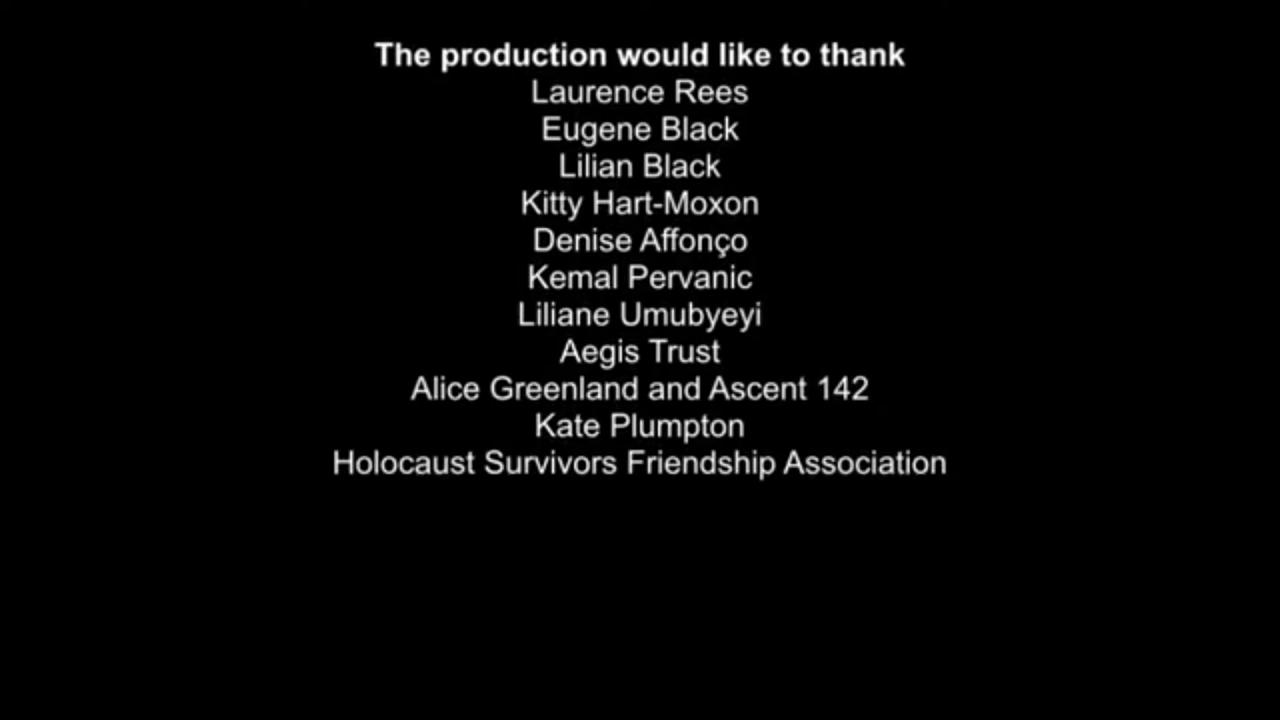 The production would like to thank
Laurence Rees
Eugene Black
Lilian Black
Kitty Hart-Moxon
Denise Affonço
Kemal Pervanic
Liliane Umubyeyi
Aegis Trust
Alice Greenland and Ascent 142
Kate Plumpton
Holocaust Survivors Friendship Association